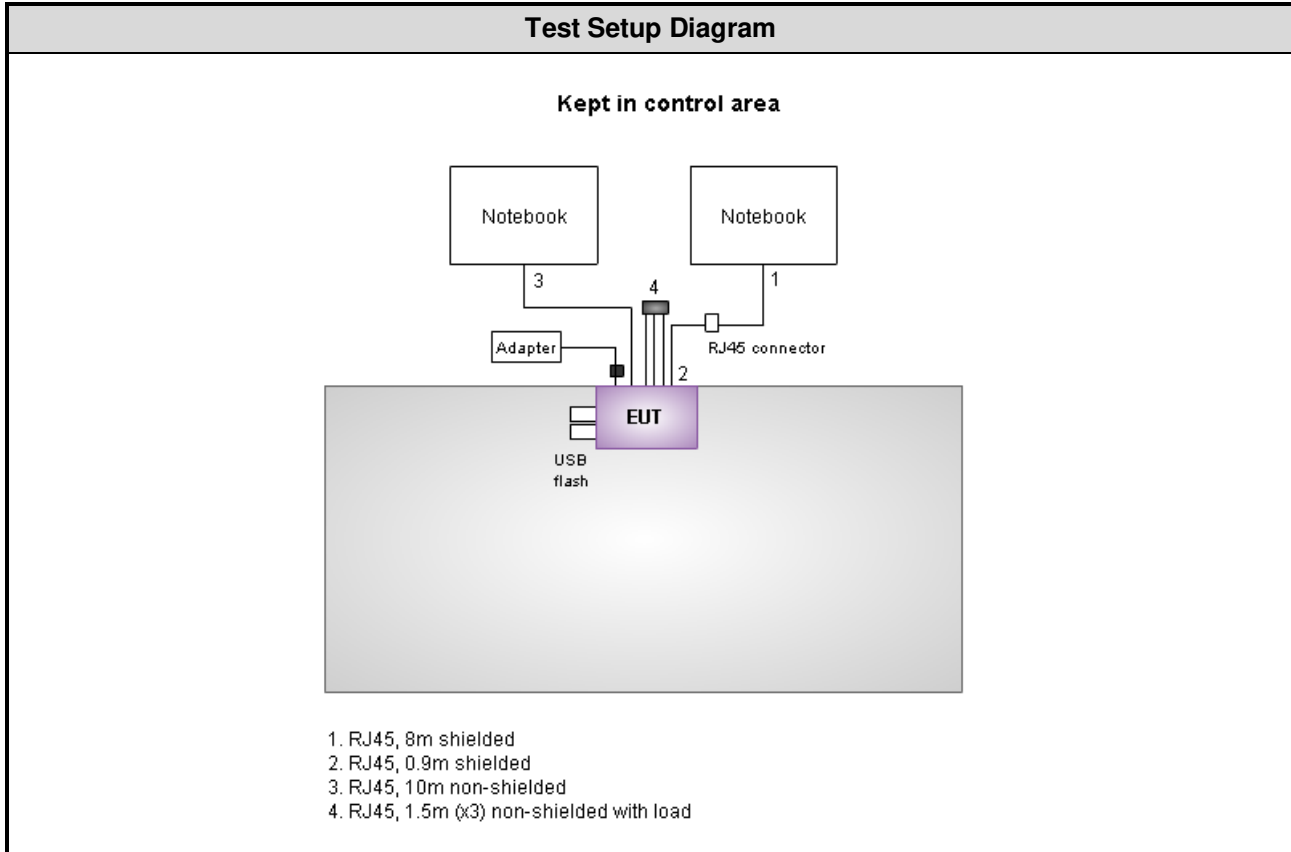 Test Setup Diagram
Kept in control area
Notebook
Notebook
3
4
1
Adapter
RJ45 connector
2
EUT
USB
flash
1. RJ45, 8m shielded
2. RJ45, 0.9m shielded
3. RJ45, 10m non-shielded
4. RJ45, 1.5m (x3) non-shielded with load